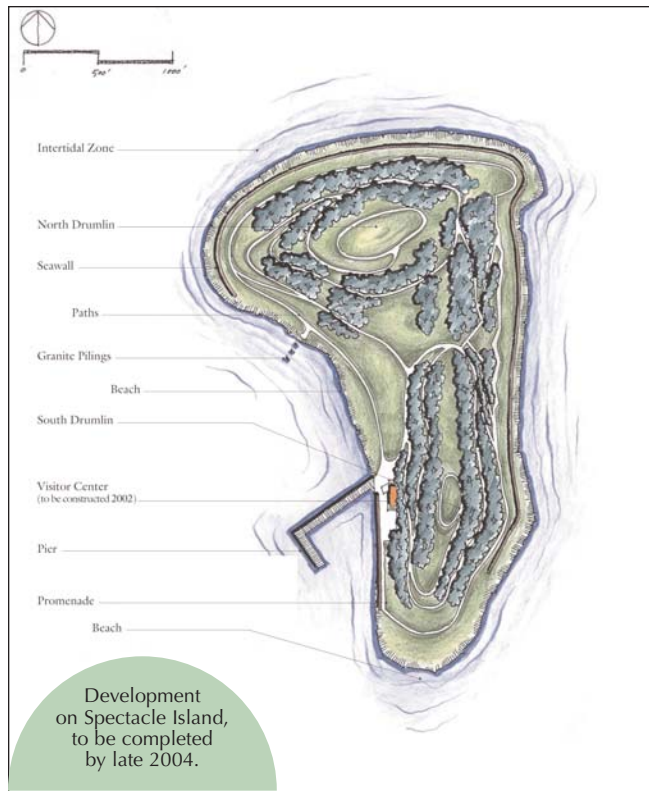 0 500' 1000'
Intertidal Zone
North Drumlin
Seawall
Paths
Granite Pilings
Beach
South Drumlin
Visitor Center
(to be constructed 2002)
Pier
Promenade
Beach
Development
on Spectacle Island,
to be completed
by late 2004.